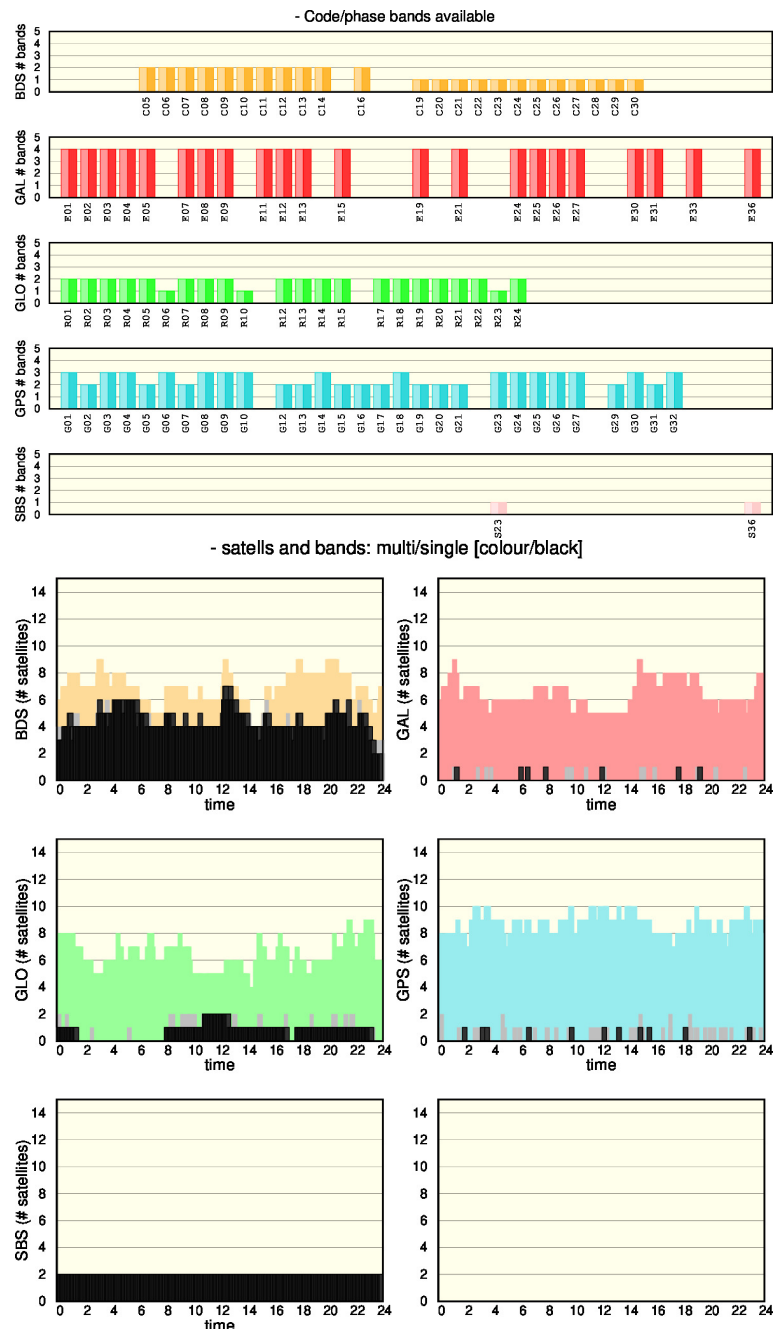 - Code/phase bands available
BDS # bands
5
4
3
2
1
0
C05 C06 C07 C08 C09 C10 C11 C12 C13 C14 C16 C19 C20 C21 C22 C23 C24 C25 C26 C27 C28 C29 C30
GAL # bands
5
4
3
2
1
0
E01 E02 E03 E04 E05 E07 E08 E09 E11 E12 E13 E15 E19 E21 E24 E25 E26 E27 E30 E31 E33 E36
GLO # bands
5
4
3
2
1
0
R01 R02 R03 R04 R05 R06 R07 R08 R09 R10 R12 R13 R14 R15 R17 R18 R19 R20 R21 R22 R23 R24
GPS # bands
5
4
3
2
1
0
G01 G02 G03 G04 G05 G06 G07 G08 G09 G10 G12 G13 G14 G15 G16 G17 G18 G19 G20 G21 G23 G24 G25 G26 G27 G29 G30 G31 G32
SBS # bands
5
4
3
2
1
0
S23 S36
- satells and bands: multi/single [colour/black]
BDS (# satellites)
14
12
10
8
6
4
2
0
0 2 4 6 8 10 12 14 16 18 20 22 24
time
GAL (# satellites)
14
12
10
8
6
4
2
0
0 2 4 6 8 10 12 14 16 18 20 22 24
time
GLO (# satellites)
14
12
10
8
6
4
2
0
0 2 4 6 8 10 12 14 16 18 20 22 24
time
GPS (# satellites)
14
12
10
8
6
4
2
0
0 2 4 6 8 10 12 14 16 18 20 22 24
time
SBS (# satellites)
14
12
10
8
6
4
2
0
0 2 4 6 8 10 12 14 16 18 20 22 24
time
14
12
10
8
6
4
2
0
0 2 4 6 8 10 12 14 16 18 20 22 24